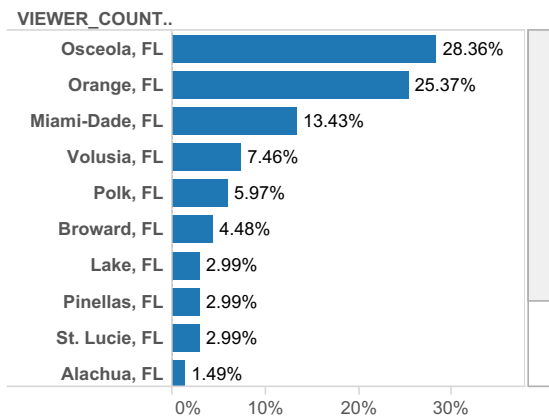 VIEWER_COUNT..
Osceola, FL 28.36%
Orange, FL 25.37%
Miami-Dade, FL 13.43%
Volusia, FL 7.46%
Polk, FL 5.97%
Broward, FL 4.48%
Lake, FL 2.99%
Pinellas, FL 2.99%
St. Lucie, FL 2.99%
Alachua, FL 1.49%
0% 10% 20% 30%